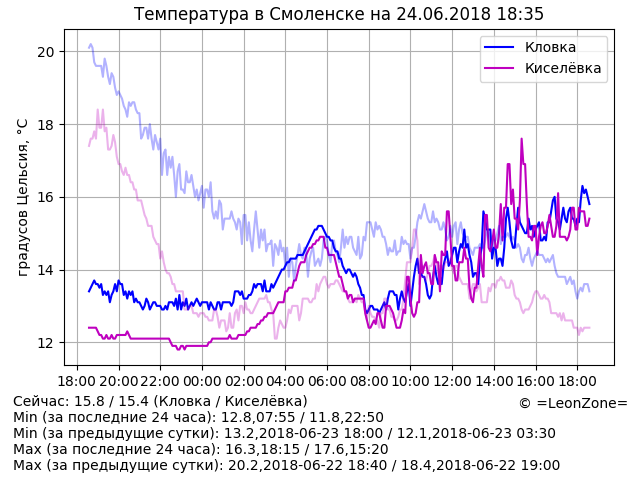 Температура в Смоленске на 24.06.2018 18:35
Кловка
Киселёвка
градусов Цельсия, °C
20
18
16
14
12
18:00 20:00 22:00 00:00 02:00 04:00 06:00 08:00 10:00 12:00 14:00 16:00 18:00
Сейчас: 15.8 / 15.4 (Кловка / Киселёвка)
© =LeonZone=
Min (за последние 24 часа): 12.8,07:55 / 11.8,22:50
Min (за предыдущие сутки): 13.2,2018-06-23 18:00 / 12.1,2018-06-23 03:30
Max (за последние 24 часа): 16.3,18:15 / 17.6,15:20
Max (за предыдущие сутки): 20.2,2018-06-22 18:40 / 18.4,2018-06-22 19:00